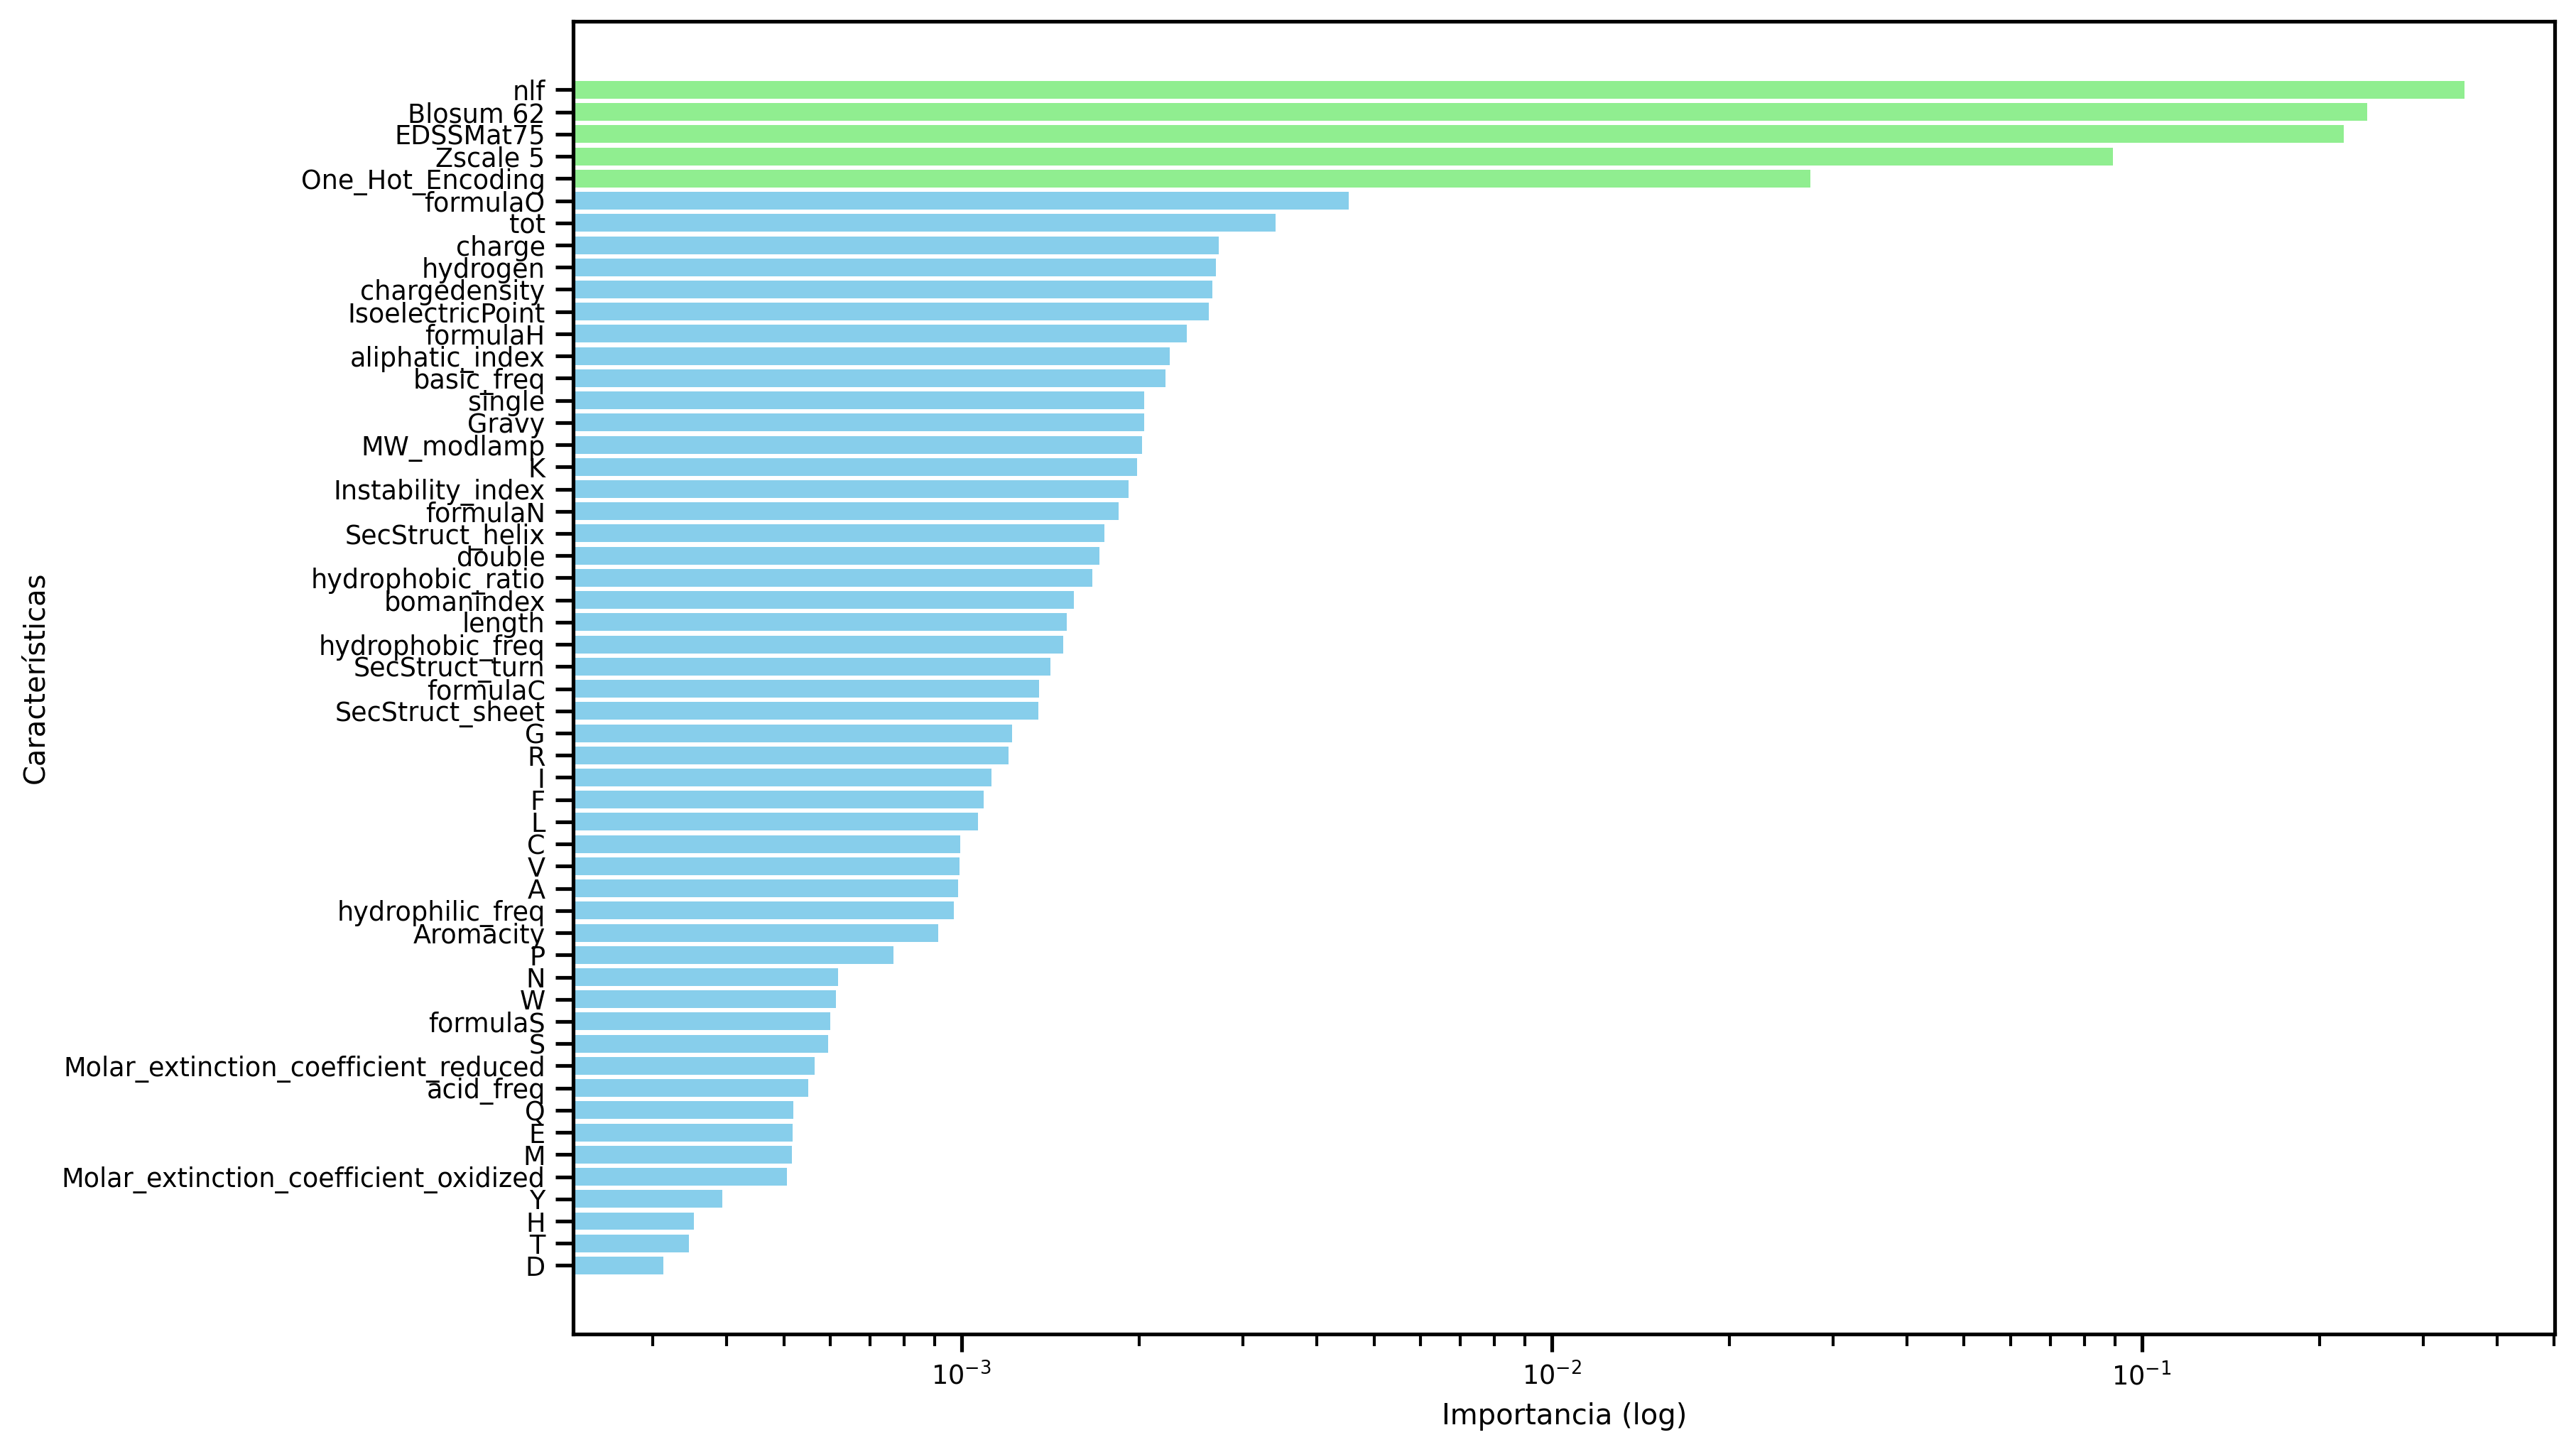 nlf
Blosum 62
EDSSMat75
Zscale 5
One_Hot_Encoding
formulaO
tot
charge
hydrogen
chargedensity
IsoelectricPoint
formulaH
aliphatic_index
basic_freq
single
Gravy
MW_modlamp
K
Instability_index
formulaN
SecStruct_helix
double
hydrophobic_ratio
bomanindex
length
hydrophobic_freq
SecStruct_turn
formulaC
SecStruct_sheet
G
R
I
F
L
C
V
A
hydrophilic_freq
Aromacity
P
N
W
formulaS
S
Molar_extinction_coefficient_reduced
acid_freq
Q
E
M
Molar_extinction_coefficient_oxidized
Y
H
T
D
Características
10⁻³ 10⁻² 10⁻¹
Importancia (log)